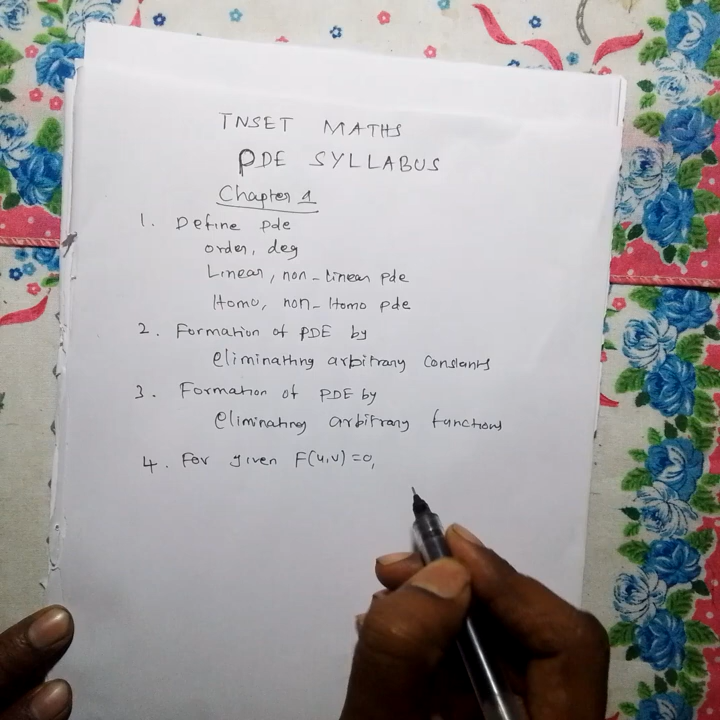 TNSET MATHS
PDE SYLLABUS
Chapter 1
1. Define pde
order, deg
Linear, non-linear pde
Homo, non-Homo pde
2. Formation of PDE by
eliminating arbitrary constants
3. Formation of PDE by
eliminating arbitrary functions
4. For given F(u,v)=0,